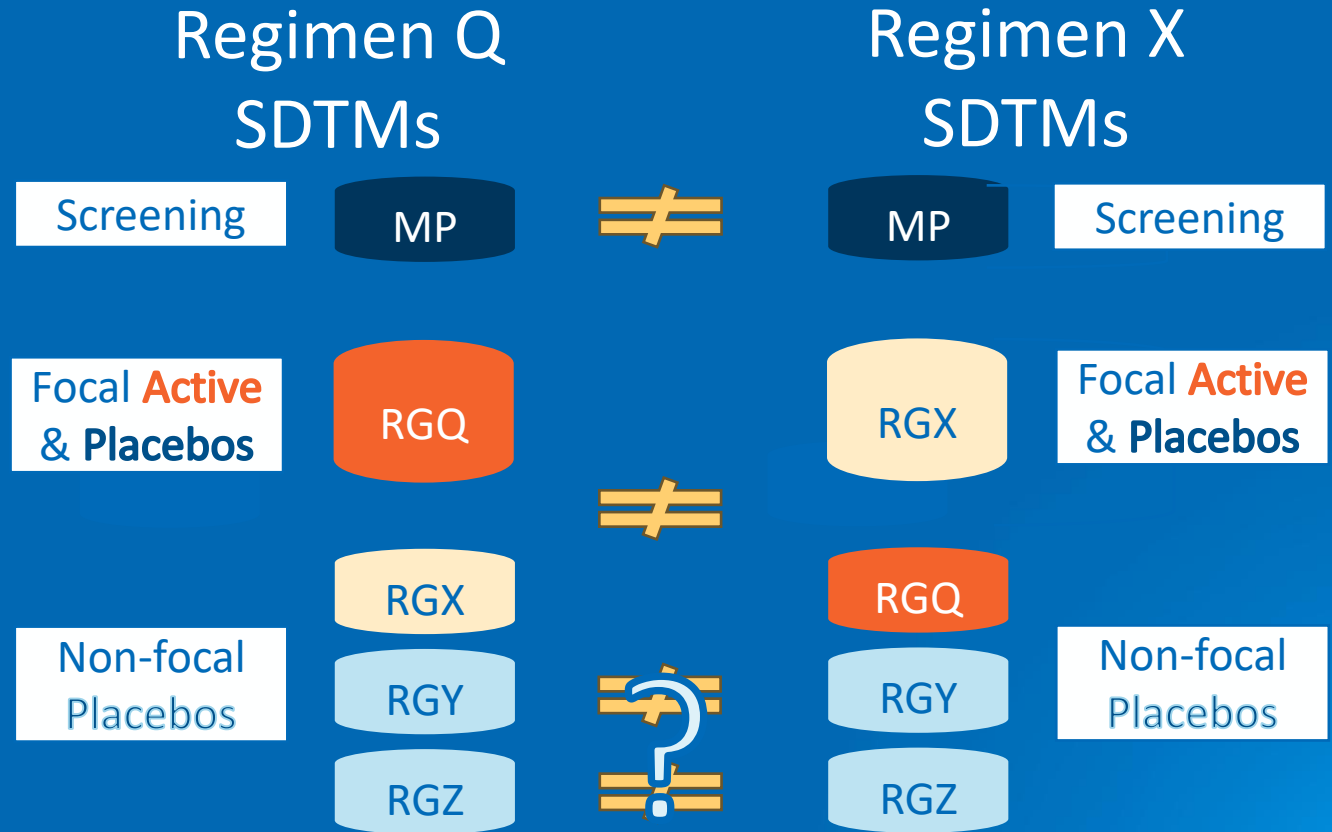 Regimen Q
SDTMs
Regimen X
SDTMs
Screening
MP
≠
MP
Screening
Focal Active
& Placebos
RGQ
RGX
Focal Active
& Placebos
≠
RGX
RGQ
Non-focal
Placebos
RGY
≠
RGY
Non-focal
Placebos
?
RGZ
≠
RGZ